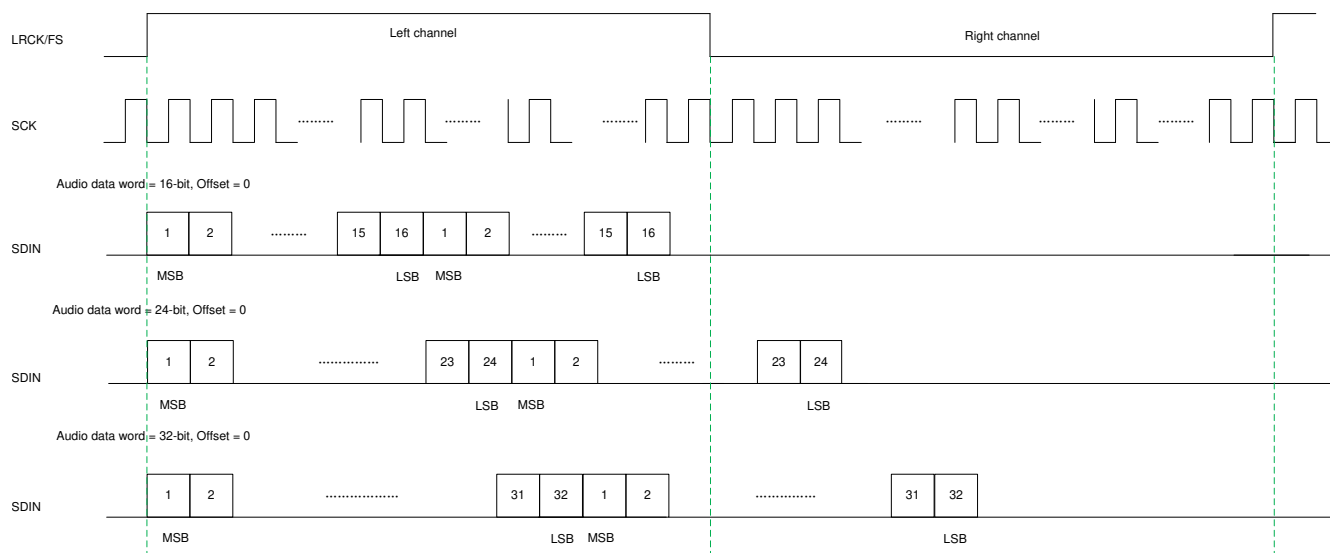 LRCK/FS
Left channel
Right channel
SCK
......... ......... ......... ......... ......... .........
Audio data word = 16-bit, Offset = 0
SDIN
1 2 ......... 15 16 1 2 ......... 15 16
MSB LSB MSB LSB
Audio data word = 24-bit, Offset = 0
SDIN
1 2 ............... 23 24 1 2 ......... 23 24
MSB LSB MSB LSB
Audio data word = 32-bit, Offset = 0
SDIN
1 2 .................. 31 32 1 2 ............... 31 32
MSB LSB MSB LSB